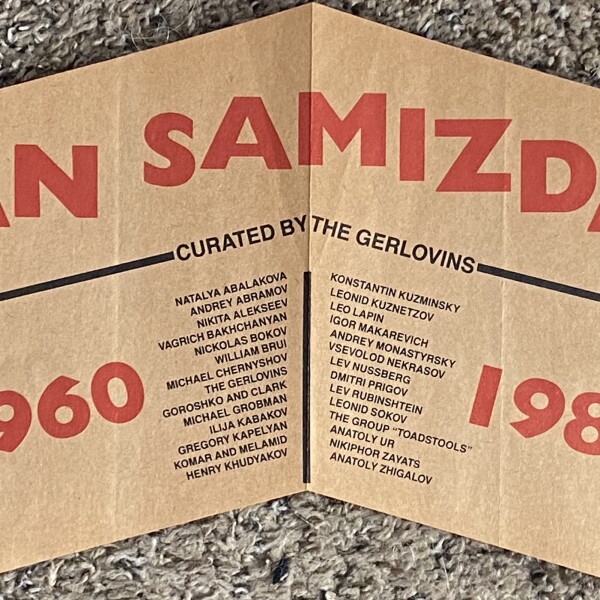 AN SAMIZDA
CURATED BY THE GERLOVINS
960
NATALYA ABALAKOVA
ANDREY ABRAMOV
NIKITA ALEKSEEV
VAGRICH BAKHCHANYAN
NICKOLAS BOKOV
WILLIAM BRUI
MICHAEL CHERNYSHOV
THE GERLOVINS
GOROSHKO AND CLARK
MICHAEL GROBMAN
ILIJA KABAKOV
GREGORY KAPELYAN
KOMAR AND MELAMID
HENRY KHUDYAKOV
KONSTANTIN KUZMINSKY
LEONID KUZNETZOV
LEO LAPIN
IGOR MAKAREVICH
ANDREY MONASTYRSKY
VSEVOLOD NEKRASOV
LEV NUSSBERG
DMITRI PRIGOV
LEV RUBINSHTEIN
LEONID SOKOV
THE GROUP "TOADSTOOLS"
ANATOLY UR
NIKIPHOR ZAYATS
ANATOLY ZHIGALOV
198